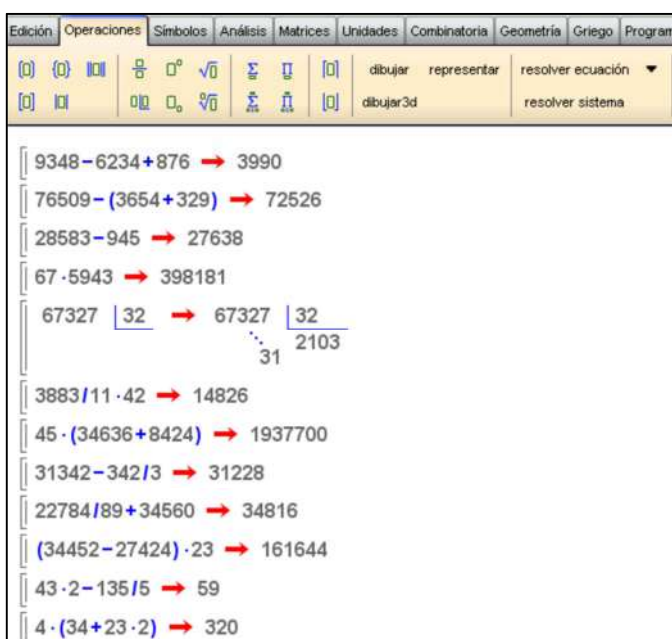 Edición Operaciones Símbolos Análisis Matrices Unidades Combinatoria Geometría Griego Program
dibujar representar resolver ecuación
dibujar3d resolver sistema
9348-6234+876 → 3990
76509-(3654+329) → 72526
28583-945 → 27638
67·5943 → 398181
67327 |32 → 67327 |32
31 2103
3883/11·42 → 14826
45·(34636+8424) → 1937700
31342-342/3 → 31228
22784/89+34560 → 34816
(34452-27424)·23 → 161644
43·2-135/5 → 59
4·(34+23·2) → 320